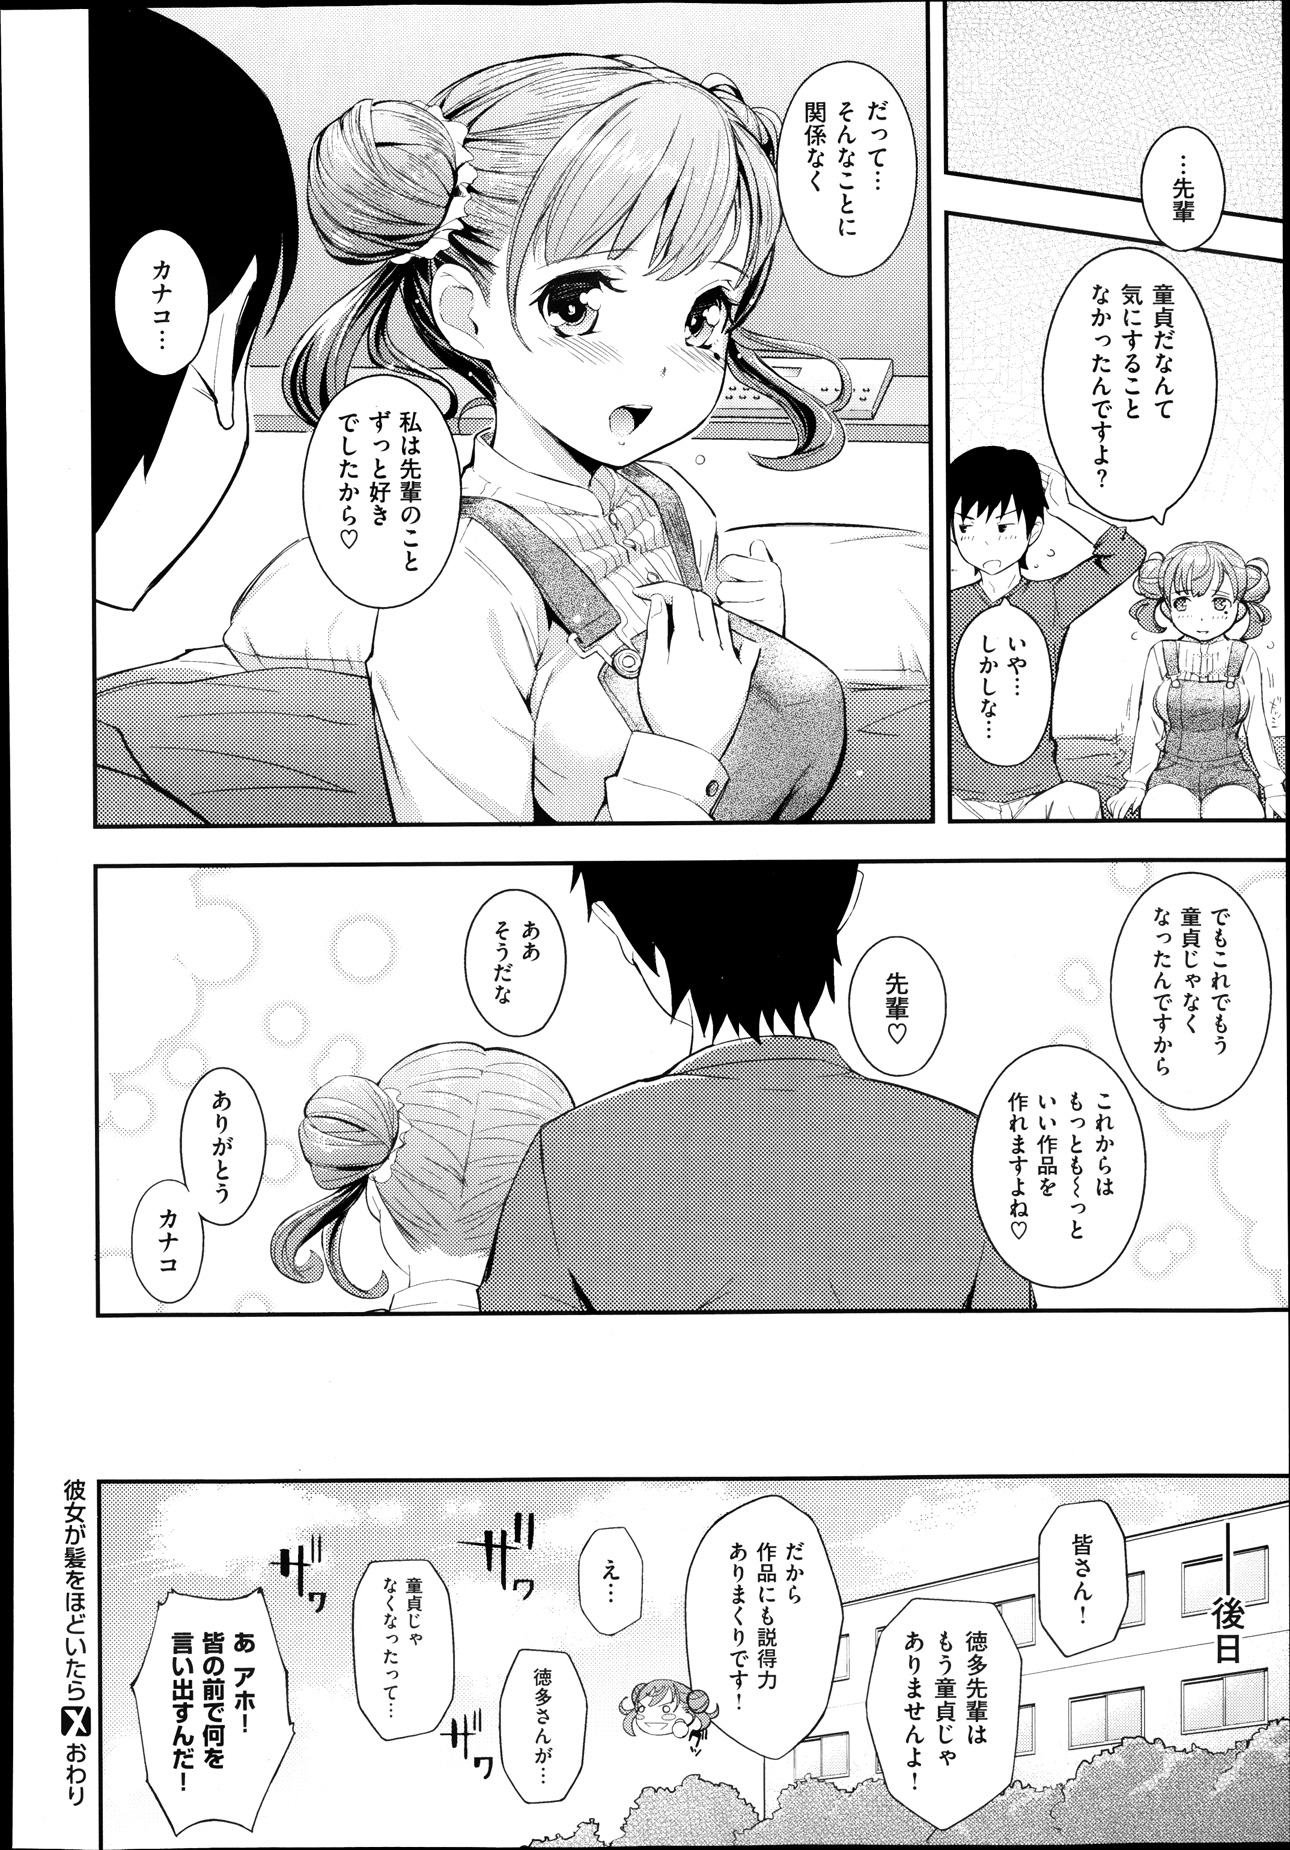 …先輩
童貞だなんて
気にすること
なかったんですよ？
いや…
しかしな…
だって…
そんなことに
関係なく
カナコ…
私は先輩のこと
ずっと好き
でしたから♡
でもこれでもう
童貞じゃなく
なったんですから
これからは
もっとも〜っと
いい作品を
作れますよね♡
先輩♡
ああ
そうだな
ありがとう
カナコ
後日
皆さん！
徳多先輩は
もう童貞じゃ
ありませんよ！
だから
作品にも説得力
ありまくりです！
グッ
え…
徳多さんが…
童貞じゃ
なくなったって…
ザワ
ザワ
ザワ
あ アホ！
皆の前で何を
言い出すんだ！
彼女が髪をほどいたら X おわり